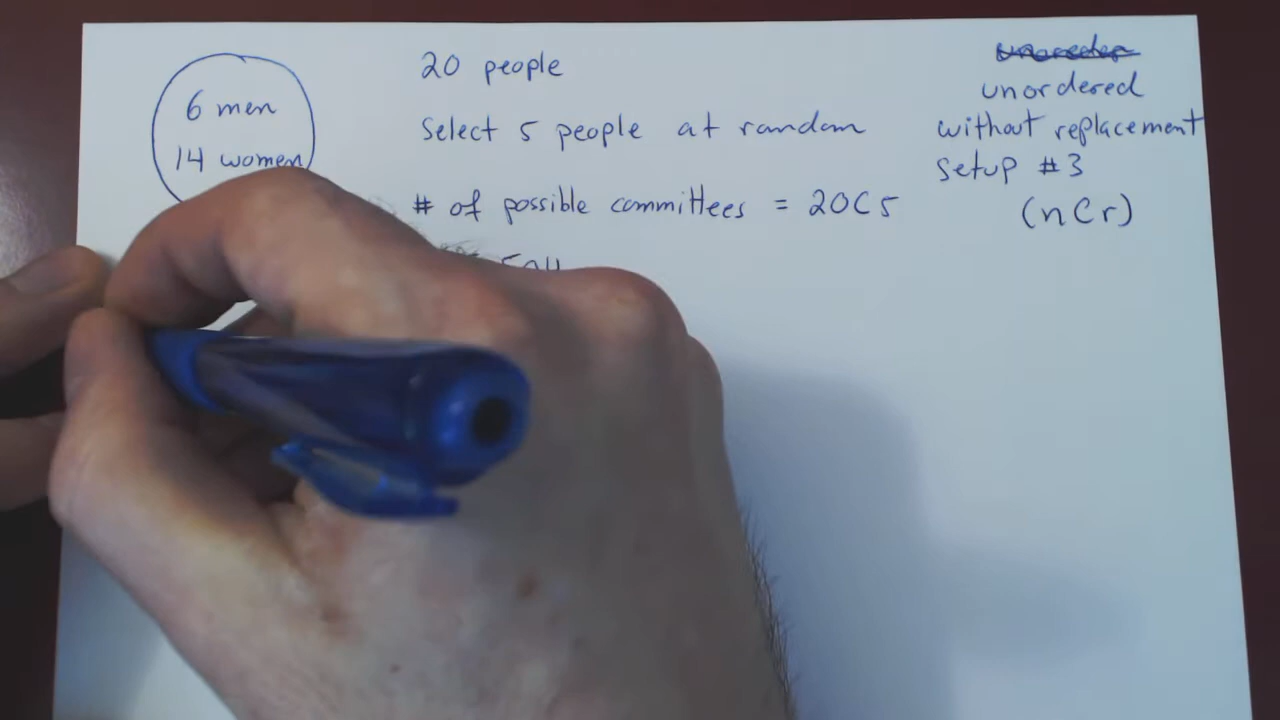 6 men
14 women
20 people
Select 5 people at random
# of possible committees = 20C5
unordered
without replacement
setup #3
(nCr)